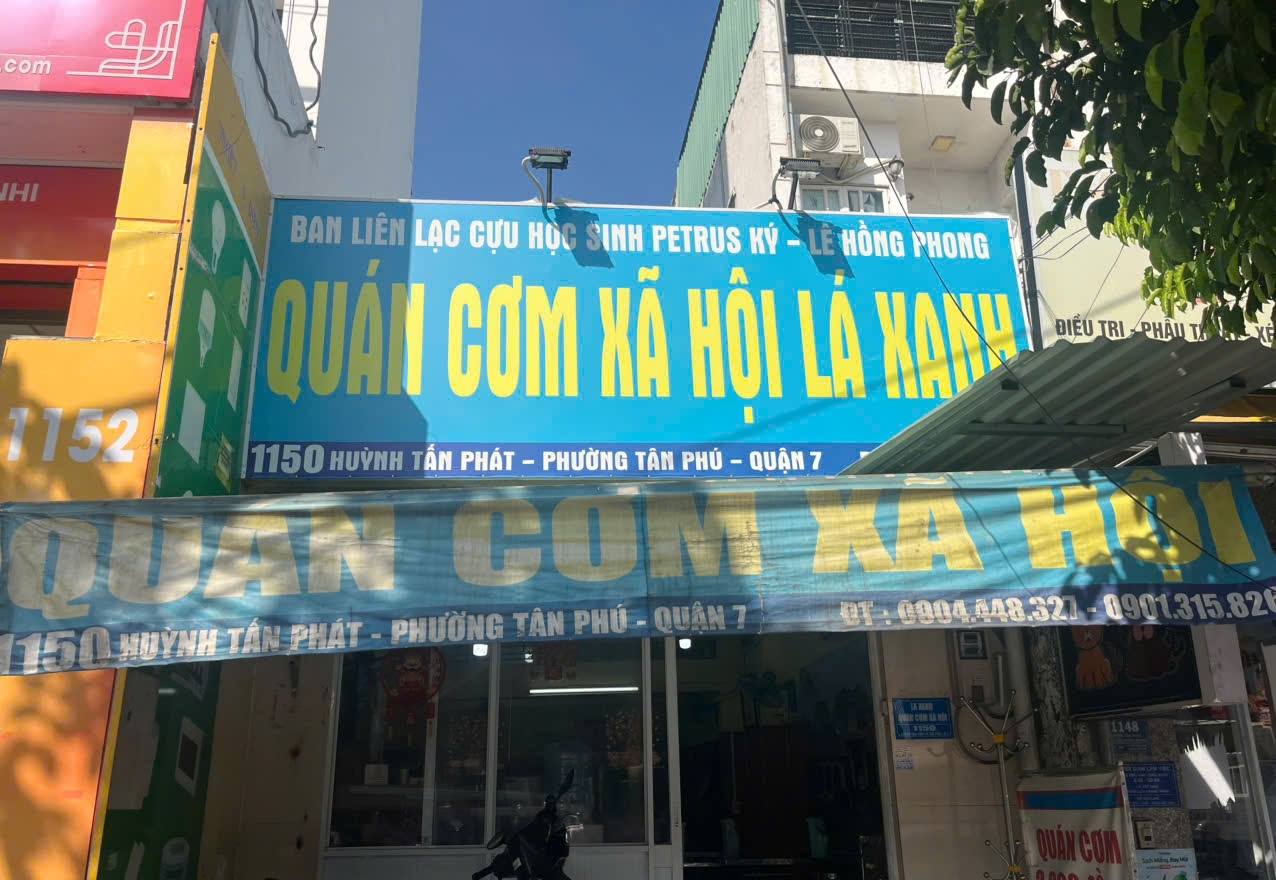 .com
NHI
1152
BAN LIÊN LẠC CỰU HỌC SINH PETRUS KÝ – LÊ HỒNG PHONG
QUÁN CƠM XÃ HỘI LÁ XANH
1150 HUỲNH TẤN PHÁT – PHƯỜNG TÂN PHÚ – QUẬN 7
ĐIỀU TRỊ - PHẪU
QUÁN CƠM XÃ HỘI
1150 HUỲNH TẤN PHÁT - PHƯỜNG TÂN PHÚ - QUẬN 7 ĐT : 0904.448.327 - 0901.315.826
LÁ XANH
QUÁN CƠM XÃ HỘI
1150
1148
QUÁN CƠM